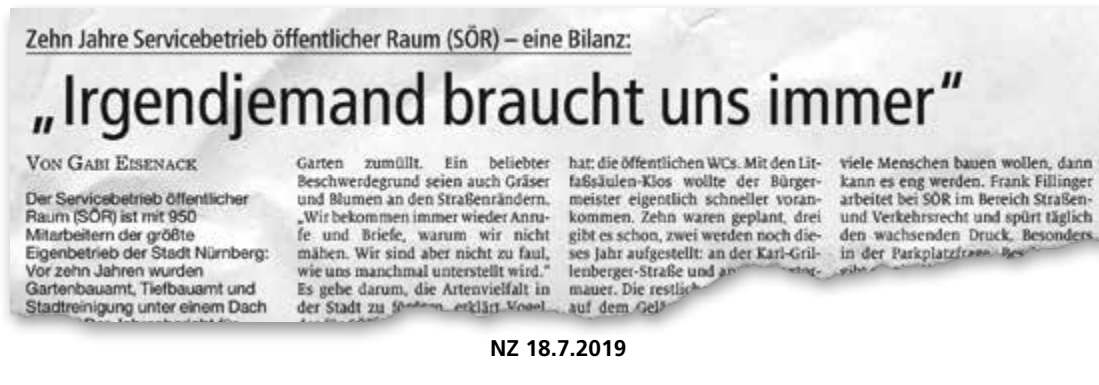 Zehn Jahre Servicebetrieb öffentlicher Raum (SÖR) – eine Bilanz:
„Irgendjemand braucht uns immer“
VON GABI EISENACK
Der Servicebetrieb öffentlicher
Raum (SÖR) ist mit 950
Mitarbeitern der größte
Eigenbetrieb der Stadt Nürnberg:
Vor zehn Jahren wurden
Gartenbauamt, Tiefbauamt und
Stadtreinigung unter einem Dach
Garten zumüllt. Ein beliebter
Beschwerdegrund seien auch Gräser
und Blumen an den Straßenrändern.
„Wir bekommen immer wieder Anru-
fe und Briefe, warum wir nicht
mähen. Wir sind aber nicht zu faul,
wie uns manchmal unterstellt wird.“
Es gehe darum, die Artenvielfalt in
der Stadt zu fördern, erklärt Vogel
hat: die öffentlichen WCs. Mit den Lit-
faßsäulen-Klos wollte der Bürger-
meister eigentlich schneller voran-
kommen. Zehn waren geplant, drei
gibt es schon, zwei werden noch die-
ses Jahr aufgestellt: an der Karl-Gril-
lenberger-Straße und an
mauer. Die restlich
auf dem Gelä
viele Menschen bauen wollen, dann
kann es eng werden. Frank Fillinger
arbeitet bei SÖR im Bereich Straßen-
und Verkehrsrecht und spürt täglich
den wachsenden Druck. Besonders
in der Parkplatzfrage.
NZ 18.7.2019